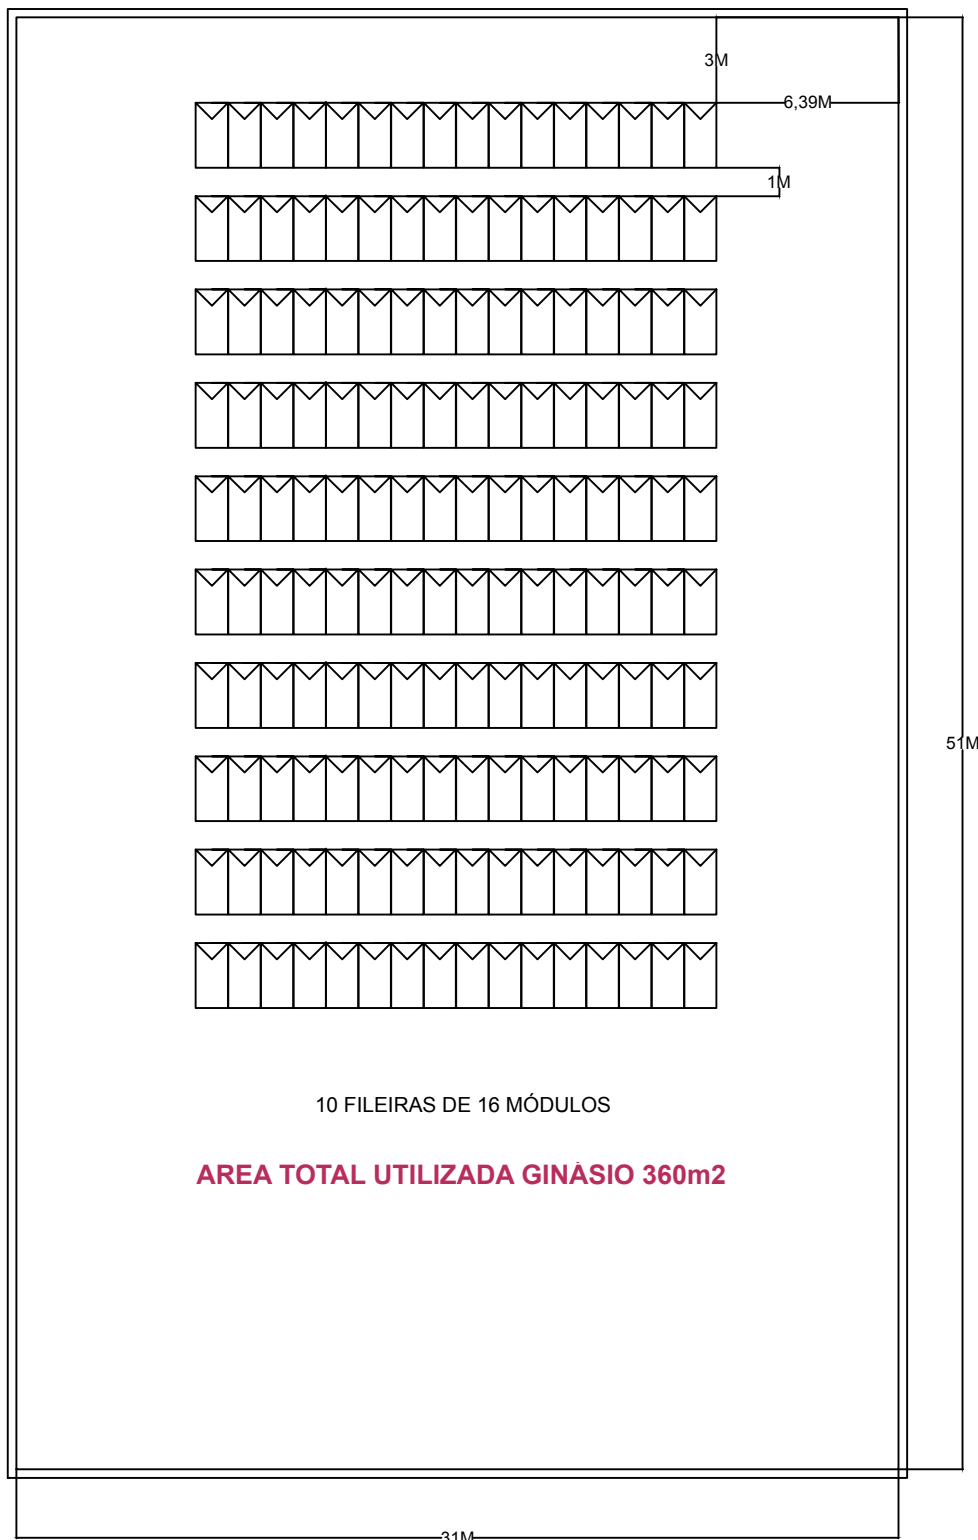 3M
6,39M
1M
51M
10 FILEIRAS DE 16 MÓDULOS
AREA TOTAL UTILIZADA GINÁSIO 360m2
31M